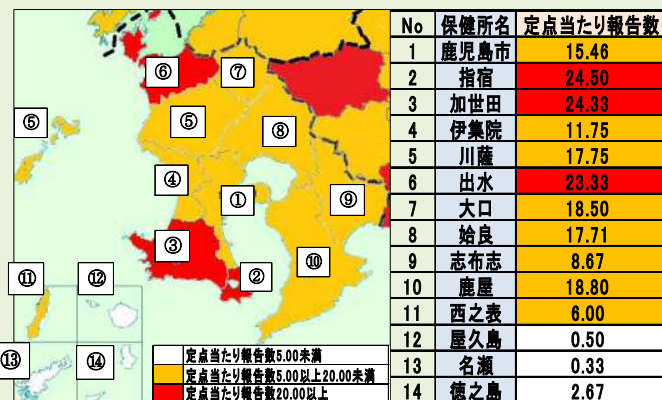 ⑥
⑦
⑤
⑤
⑧
④
①
⑨
③
⑩
②
⑪
⑫
⑬
⑭
定点当たり報告数5.00未満
定点当たり報告数5.00以上20.00未満
定点当たり報告数20.00以上
No 保健所名 定点当たり報告数
1 鹿児島市 15.46
2 指宿 24.50
3 加世田 24.33
4 伊集院 11.75
5 川薩 17.75
6 出水 23.33
7 大口 18.50
8 姶良 17.71
9 志布志 8.67
10 鹿屋 18.80
11 西之表 6.00
12 屋久島 0.50
13 名瀬 0.33
14 徳之島 2.67